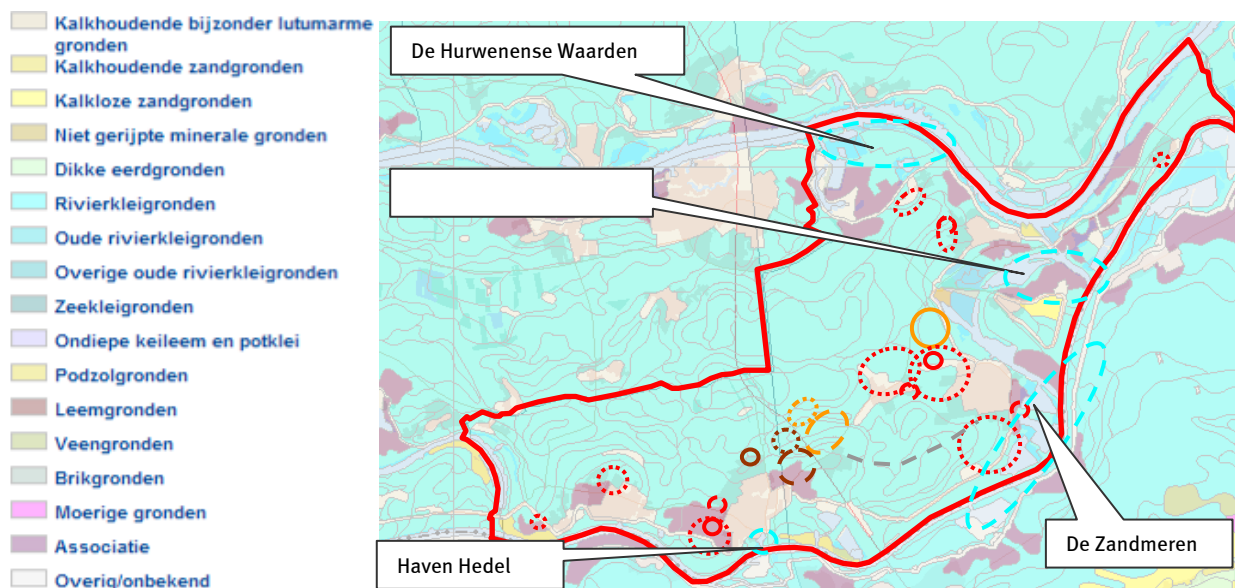 Kalkhoudende bijzonder lutumarme
gronden
Kalkhoudende zandgronden
Kalkloze zandgronden
Niet gerijpte minerale gronden
Dikke eerdgronden
Rivierkleigronden
Oude rivierkleigronden
Overige oude rivierkleigronden
Zeekleigronden
Ondiepe keileem en potklei
Podzolgronden
Leemgronden
Veengronden
Brikgronden
Moerige gronden
Associatie
Overig/onbekend
De Hurwenense Waarden
Haven Hedel
De Zandmeren